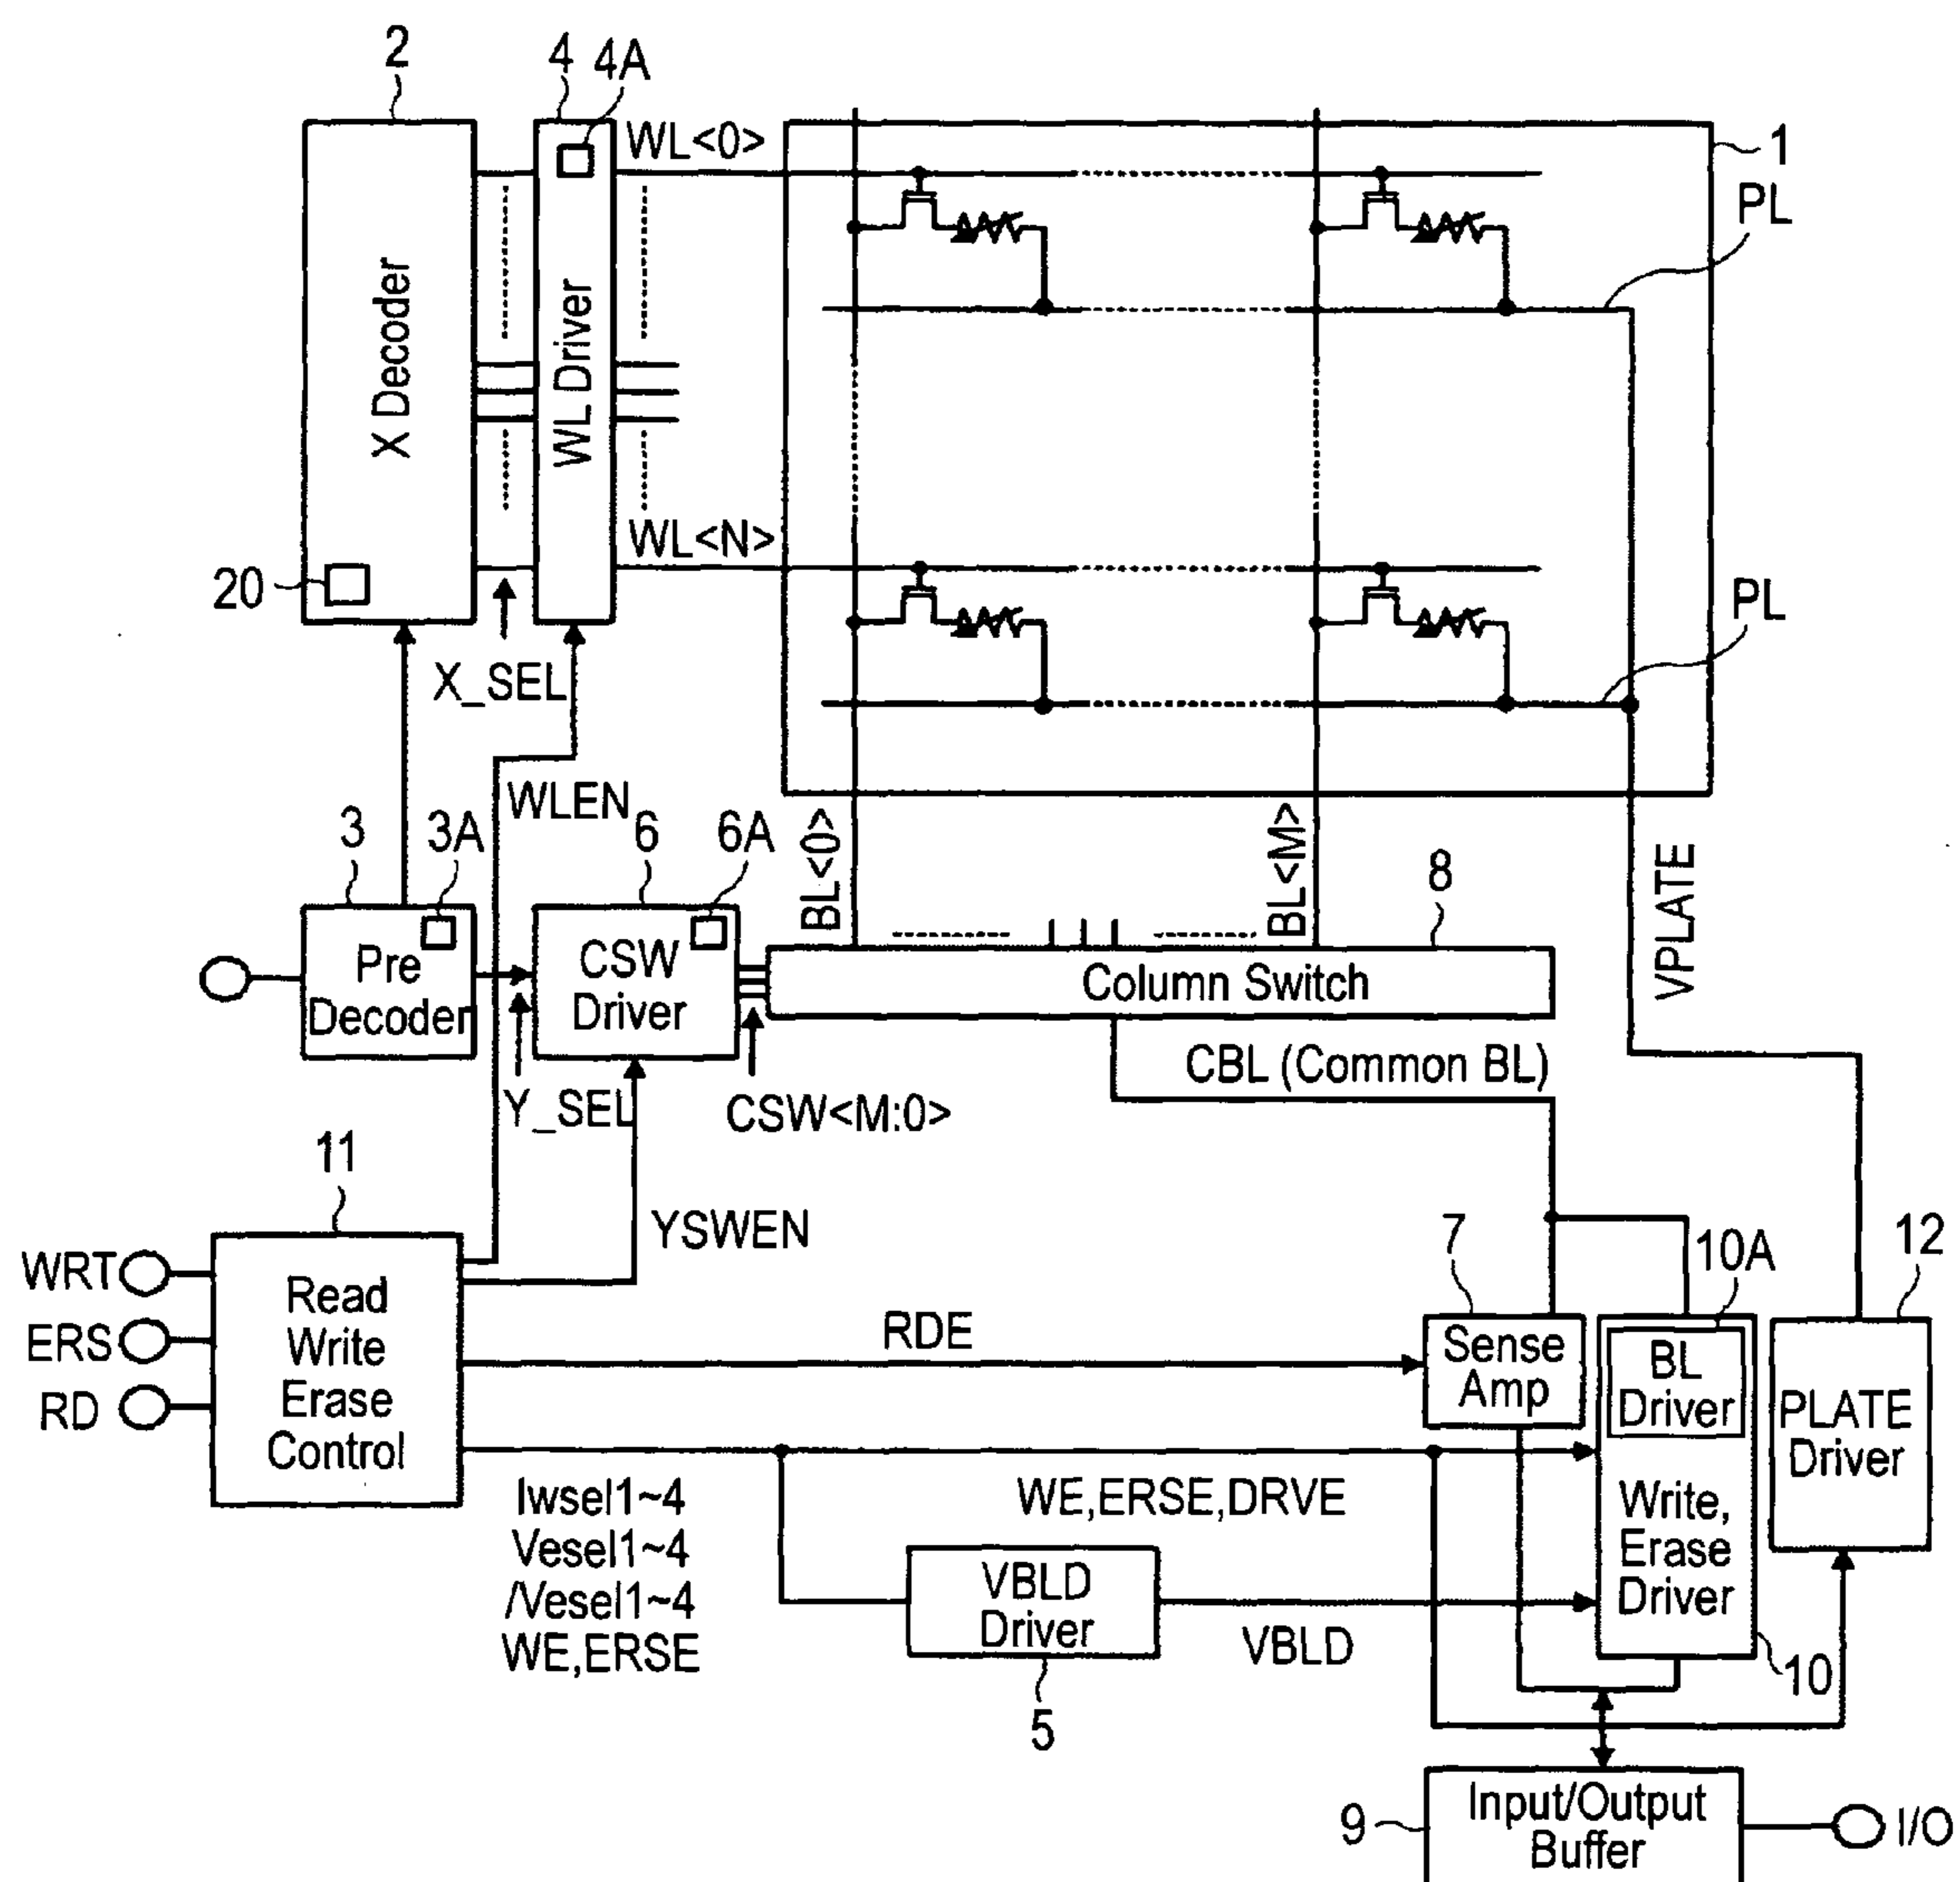 2
4
4A
WL<0>
1
PL
X Decoder
WL Driver
WL<N>
20
PL
X_SEL
WLEN
3
3A
6
6A
BL<0>
BL<M>
8
VPLATE
Pre
Decoder
CSW
Driver
Column Switch
CBL (Common BL)
Y_SEL
CSW<M:0>
11
YSWEN
7
10A
12
WRT
ERS
RD
Read
Write
Erase
Control
RDE
Sense
Amp
BL
Driver
PLATE
Driver
Iwsel1~4
Vesel1~4
/Vesel1~4
WE,ERSE
WE,ERSE,DRVE
Write,
Erase
Driver
VBLD
Driver
VBLD
10
5
9
Input/Output
Buffer
I/O